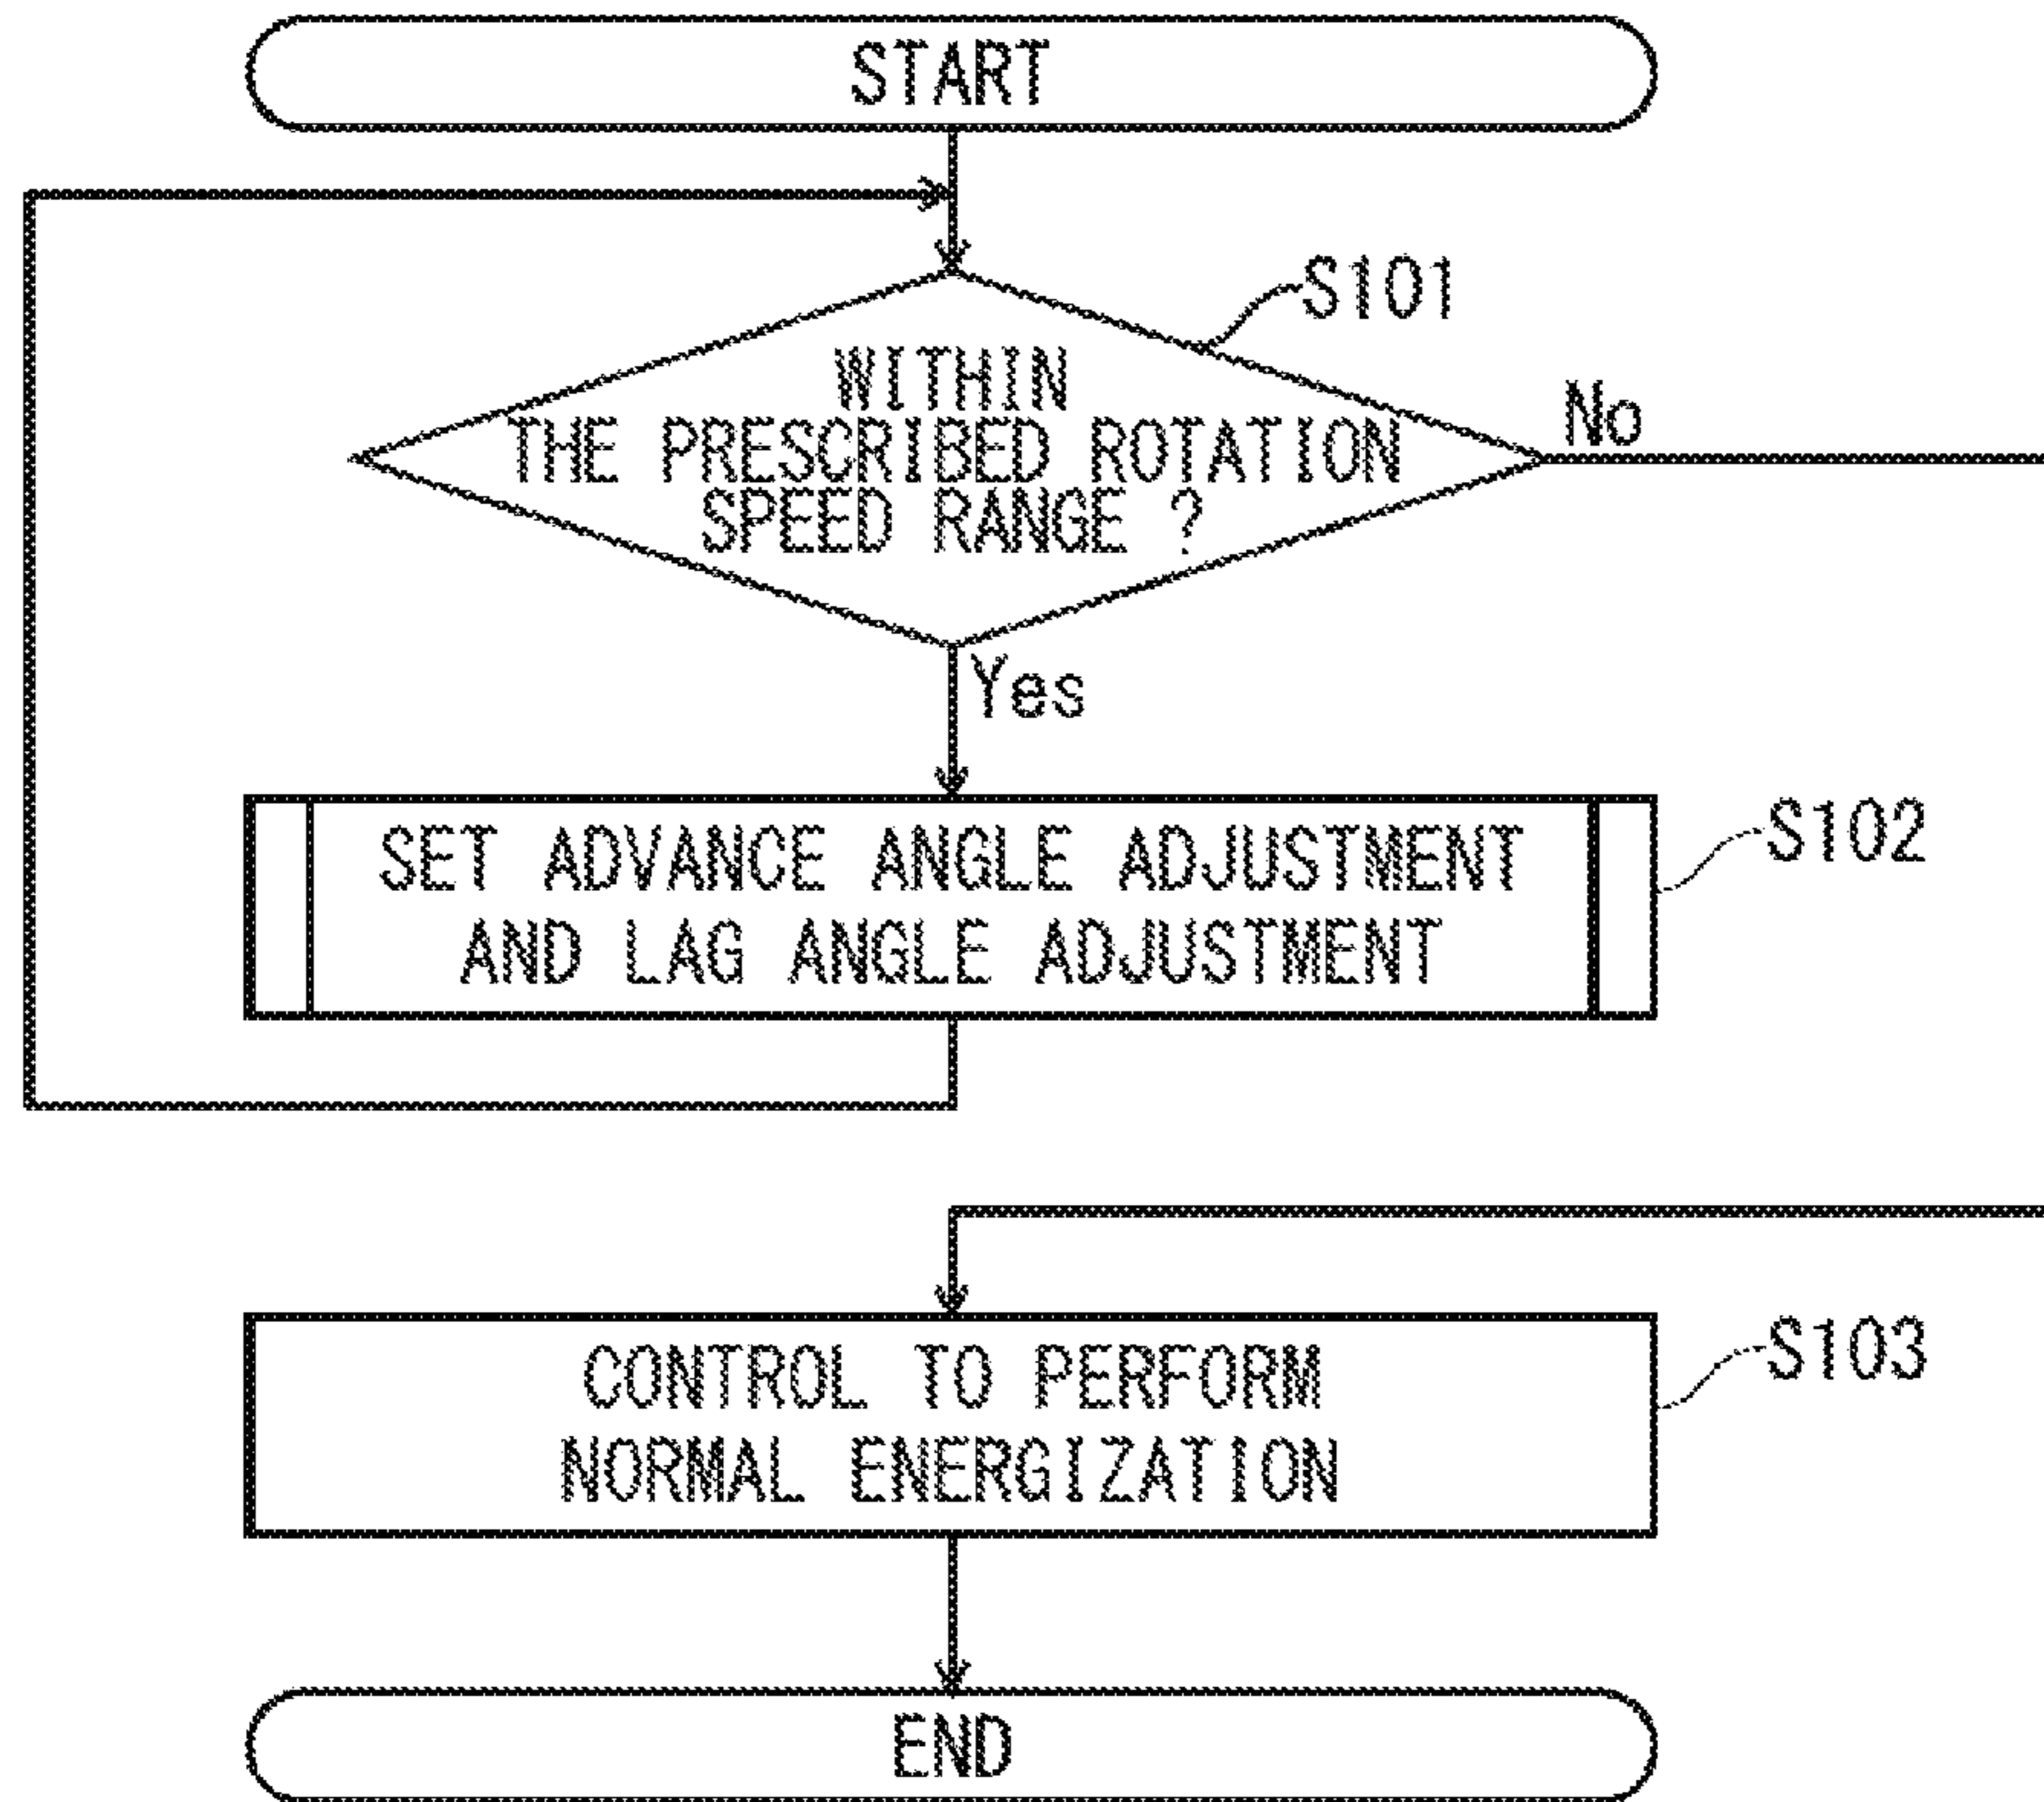 START
S101
WITHIN
THE PRESCRIBED ROTATION
SPEED RANGE ?
No
Yes
SET ADVANCE ANGLE ADJUSTMENT
AND LAG ANGLE ADJUSTMENT
S102
CONTROL TO PERFORM
NORMAL ENERGIZATION
S103
END